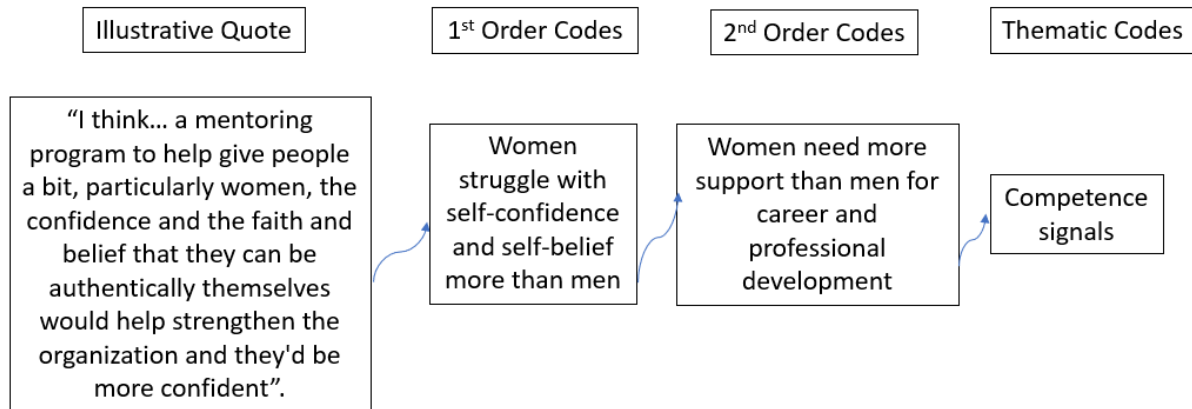 Illustrative Quote
1st Order Codes
2nd Order Codes
Thematic Codes
“I think… a mentoring
program to help give people
a bit, particularly women, the
confidence and the faith and
belief that they can be
authentically themselves
would help strengthen the
organization and they'd be
more confident”.
Women
struggle with
self-confidence
and self-belief
more than men
Women need more
support than men for
career and
professional
development
Competence
signals